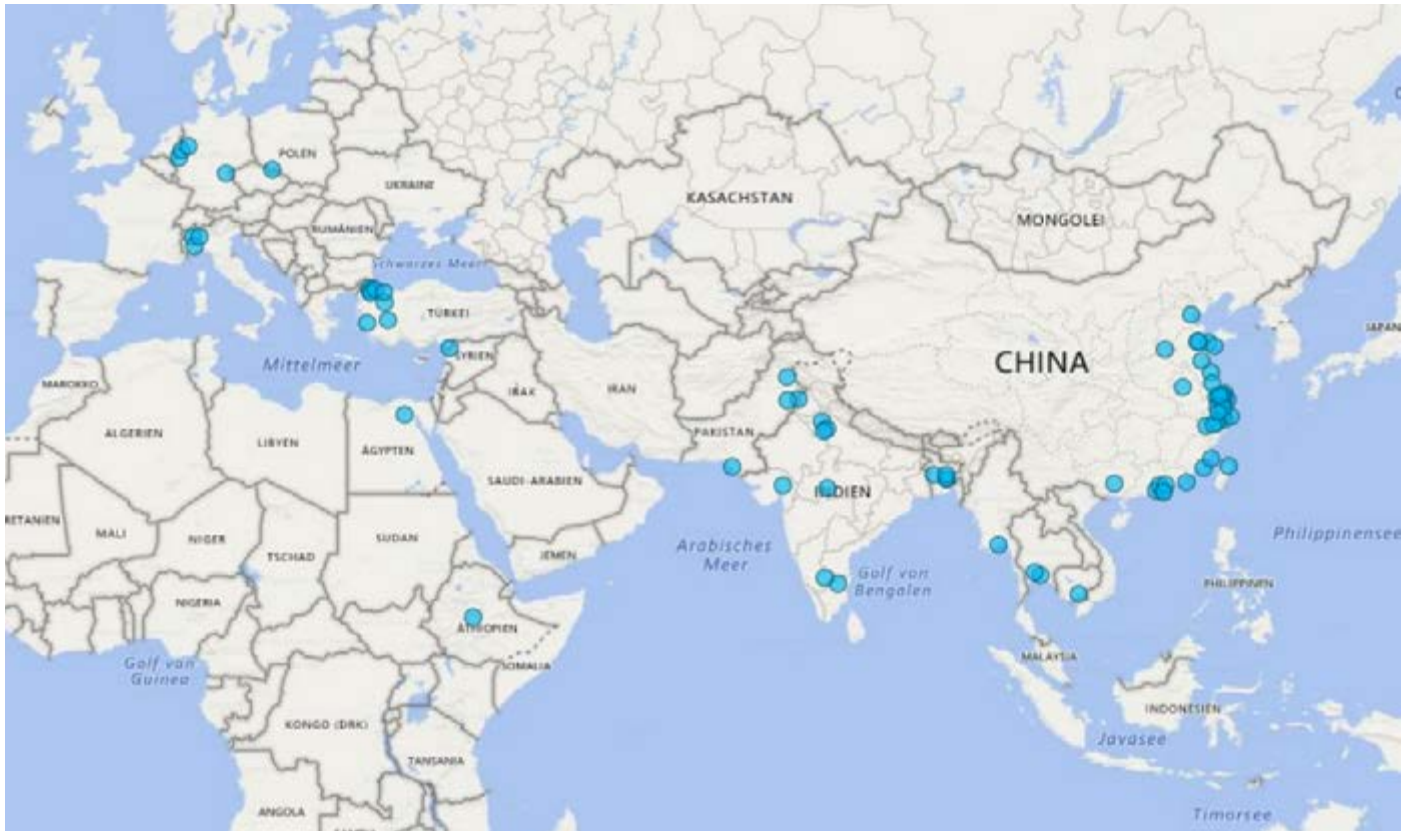 POLEN
UKRAINE
KASACHSTAN
MONGOLEI
RUMÄNIEN
Schwarzes Meer
TÜRKEI
JAPAN
CHINA
Mittelmeer
SYRIEN
MAROKKO
IRAK
IRAN
ALGERIEN
LIBYEN
ÄGYPTEN
PAKISTAN
SAUDI-ARABIEN
INDIEN
RETANIEN
MALI
NIGER
TSCHAD
SUDAN
JEMEN
Arabisches
Meer
Golf von
Bengalen
Philippinensee
PHILIPPINEN
NIGERIA
ÄTHIOPIEN
Golf von
Guinea
SOMALIA
MALAYSIA
KONGO (DRK)
INDONESIEN
Javasee
TANSANIA
ANGOLA
Timorsee